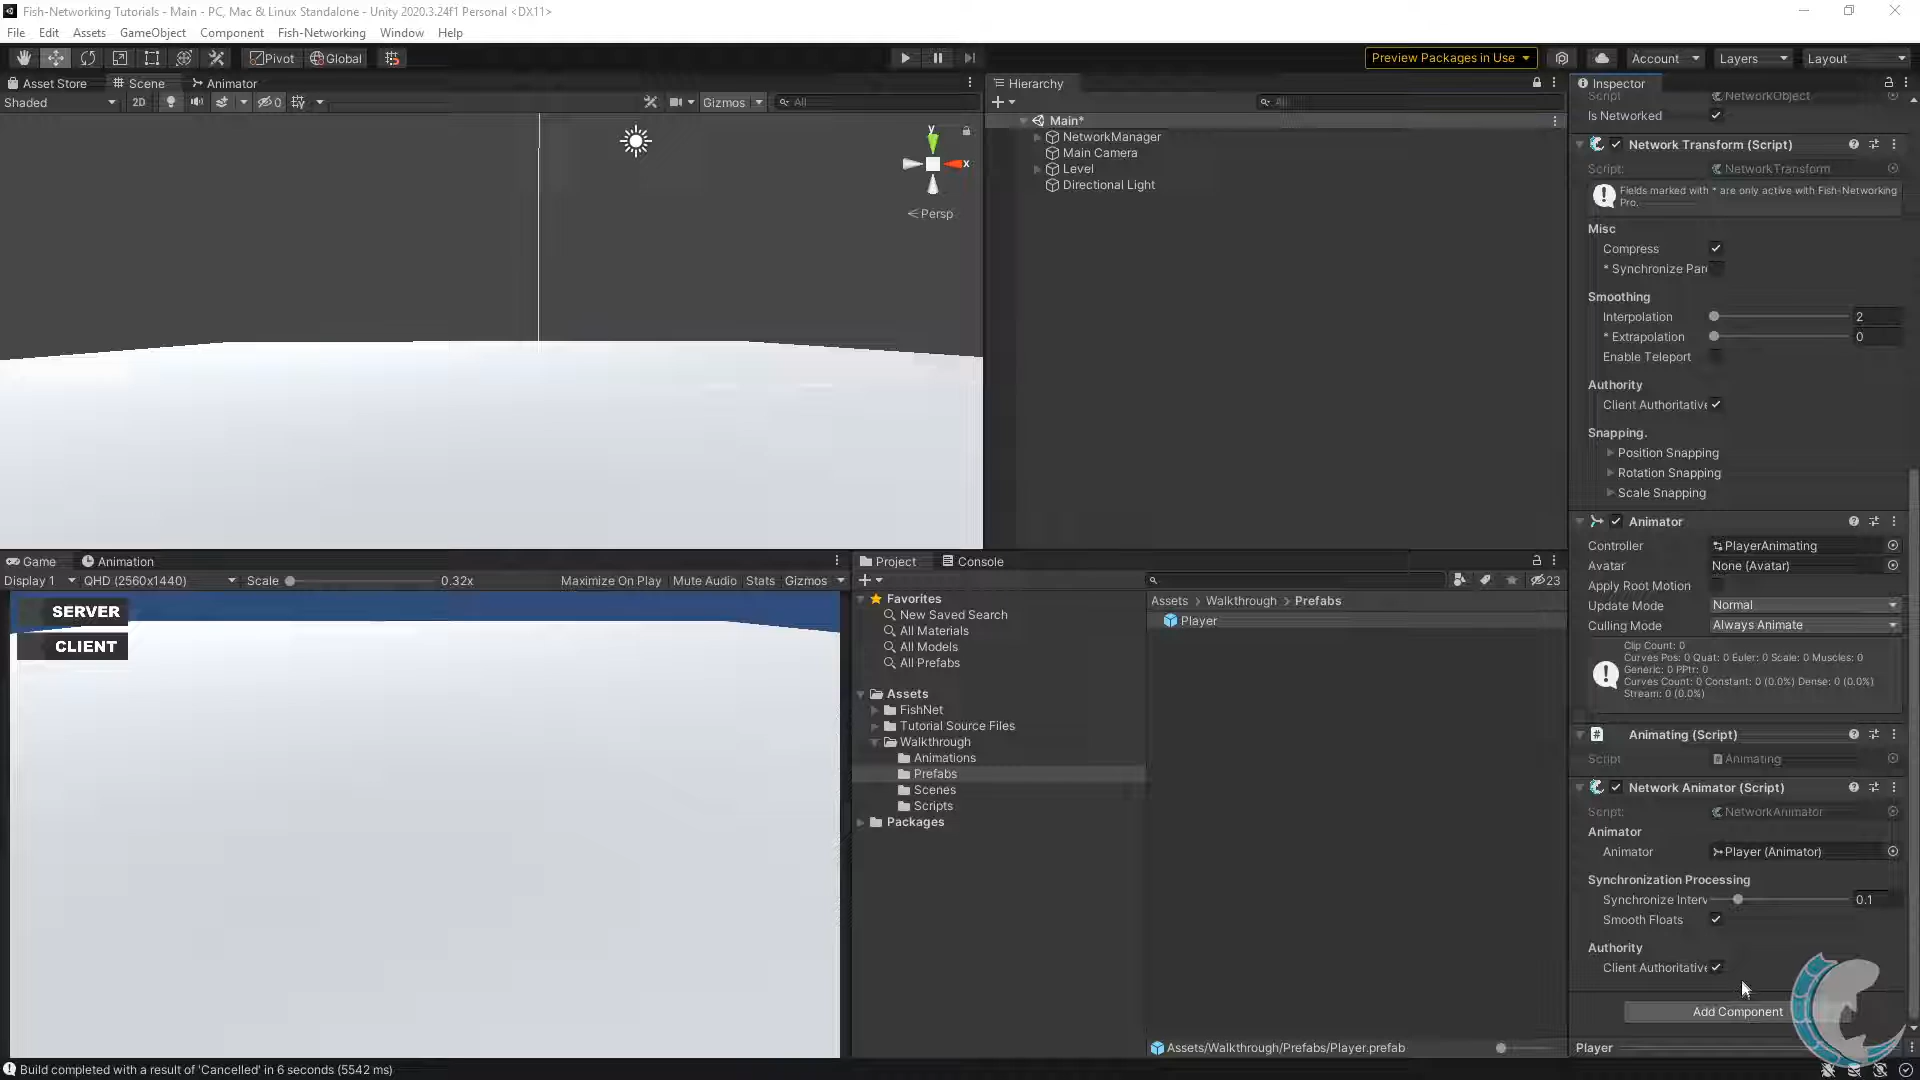 Fish-Networking Tutorials - Main - PC, Mac & Linux Standalone - Unity 2020.3.24f1 Personal <DX11>
File Edit Assets GameObject Component Fish-Networking Window Help
Pivot Global Preview Packages in Use Account Layers Layout
Asset Store Scene Animator
Shaded 2D 0 Gizmos All
y
x
Persp
Hierarchy
All
Main*
NetworkManager
Main Camera
Level
Directional Light
Inspector
Script NetworkObject
Is Networked
Network Transform (Script)
Script: NetworkTransform
Fields marked with * are only active with Fish-Networking
Pro.
Misc
Compress
* Synchronize Par
Smoothing
Interpolation 2
* Extrapolation 0
Enable Teleport
Authority
Client Authoritative
Snapping.
Position Snapping
Rotation Snapping
Scale Snapping
Animator
Controller PlayerAnimating
Avatar None (Avatar)
Apply Root Motion
Update Mode Normal
Culling Mode Always Animate
Clip Count: 0
Curves Pos: 0 Quat: 0 Euler: 0 Scale: 0 Muscles: 0
Generic: 0 PPtr: 0
Curves Count: 0 Constant: 0 (0.0%) Dense: 0 (0.0%)
Stream: 0 (0.0%)
Animating (Script)
Script Animating
Network Animator (Script)
Script: NetworkAnimator
Animator
Animator Player (Animator)
Synchronization Processing
Synchronize Interv 0.1
Smooth Floats
Authority
Client Authoritative
Add Component
Player
Game Animation
Display 1 QHD (2560x1440) Scale 0.32x Maximize On Play Mute Audio Stats Gizmos
SERVER
CLIENT
Project Console
23
Favorites
New Saved Search
All Materials
All Models
All Prefabs
Assets
FishNet
Tutorial Source Files
Walkthrough
Animations
Prefabs
Scenes
Scripts
Packages
Assets > Walkthrough > Prefabs
Player
Assets/Walkthrough/Prefabs/Player.prefab
Build completed with a result of 'Cancelled' in 6 seconds (5542 ms)